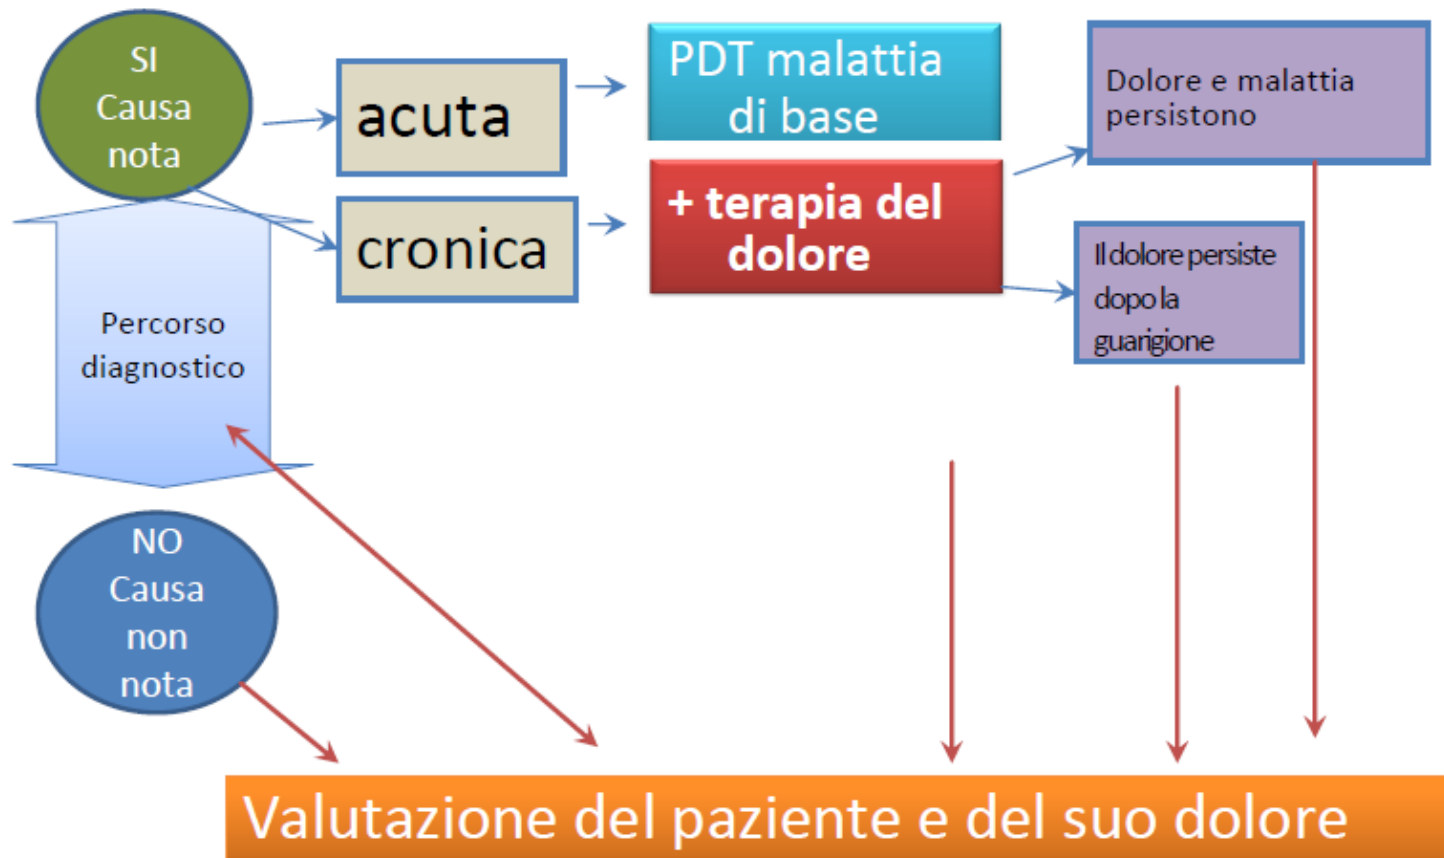 SI
Causa
nota
acuta
cronica
PDT malattia
di base
+ terapia del
dolore
Dolore e malattia
persistono
Il dolore persiste
dopo la
guarigione
Percorso
diagnostico
NO
Causa
non
nota
Valutazione del paziente e del suo dolore